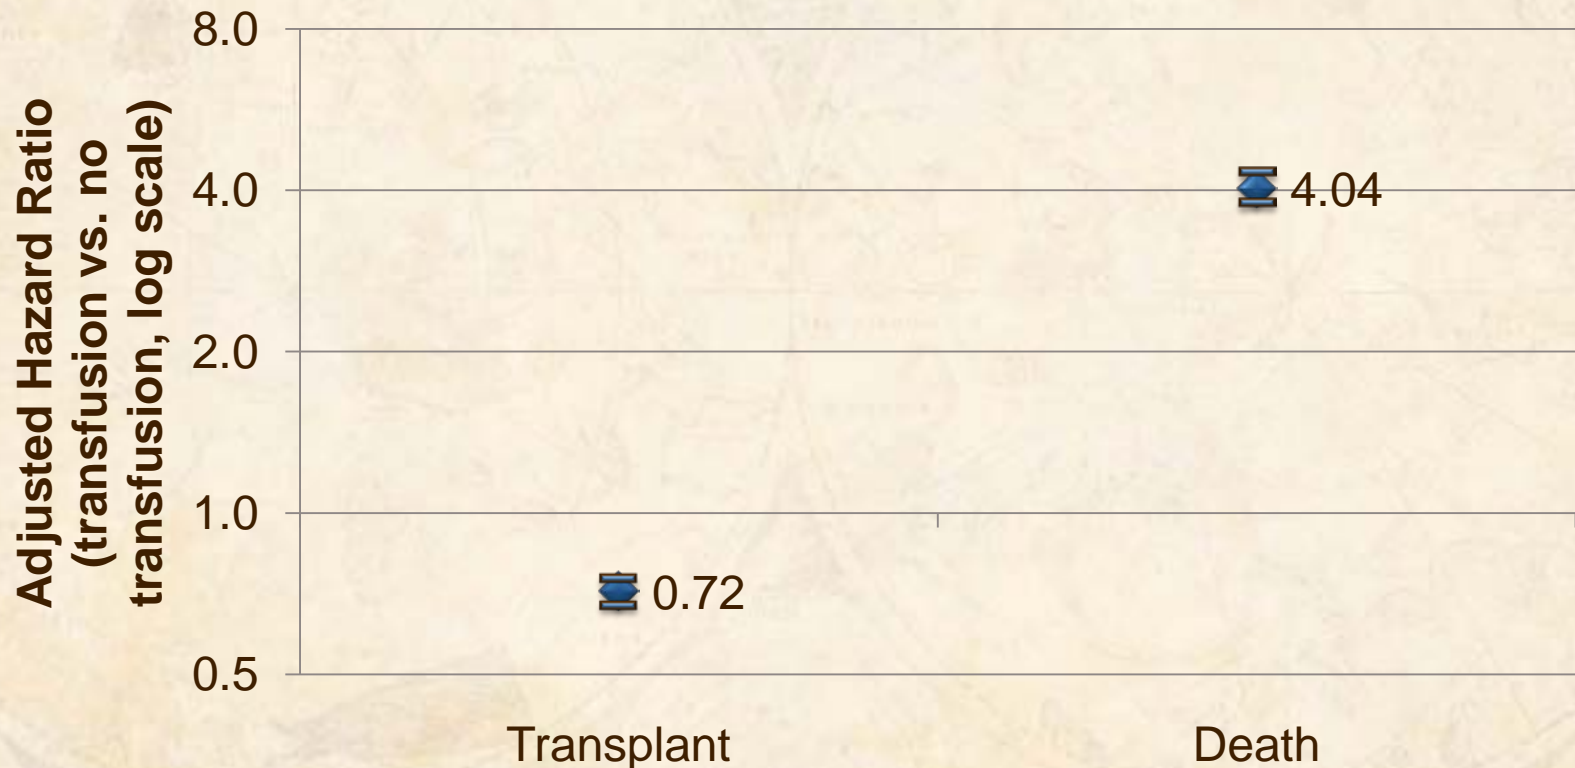 Adjusted Hazard Ratio
(transfusion vs. no
transfusion, log scale)
8.0
4.0
2.0
1.0
0.5
4.04
0.72
Transplant
Death